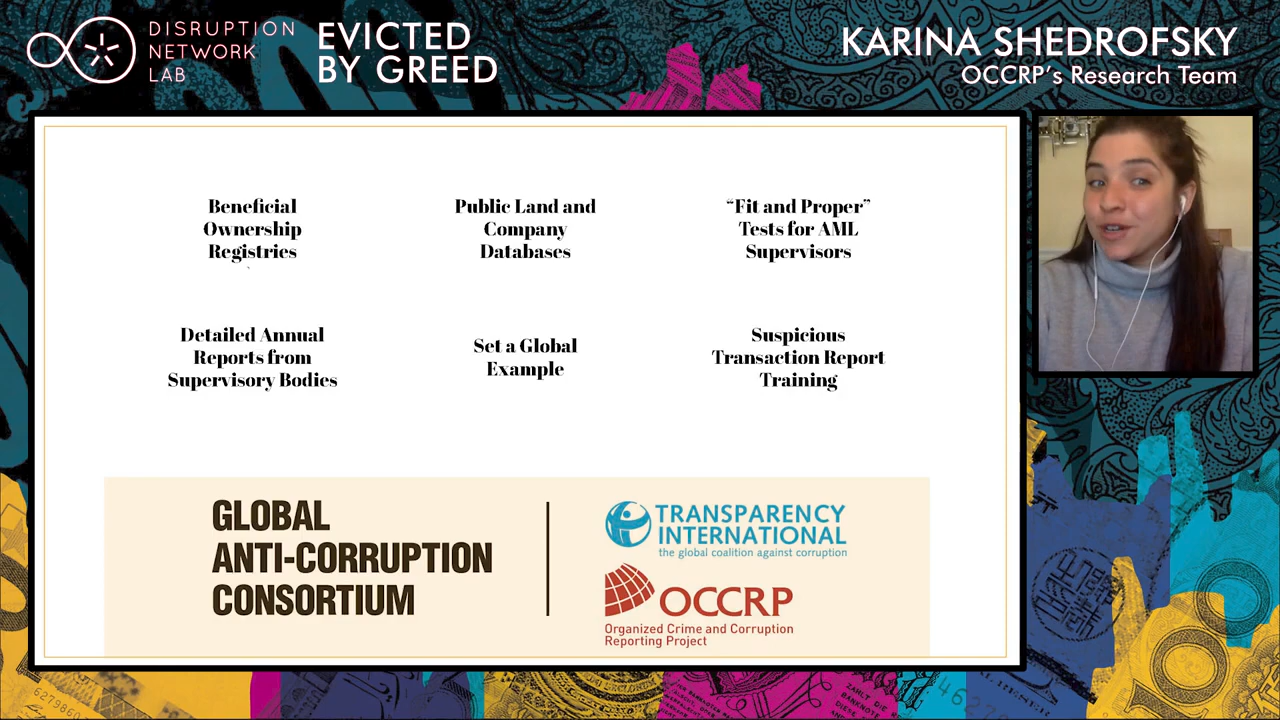 DISRUPTION
NETWORK
LAB
EVICTED
BY GREED
KARINA SHEDROFSKY
OCCRP's Research Team
Beneficial
Ownership
Registries
Public Land and
Company
Databases
“Fit and Proper”
Tests for AML
Supervisors
Detailed Annual
Reports from
Supervisory Bodies
Set a Global
Example
Suspicious
Transaction Report
Training
GLOBAL
ANTI-CORRUPTION
CONSORTIUM
TRANSPARENCY
INTERNATIONAL
the global coalition against corruption
OCCRP
Organized Crime and Corruption
Reporting Project